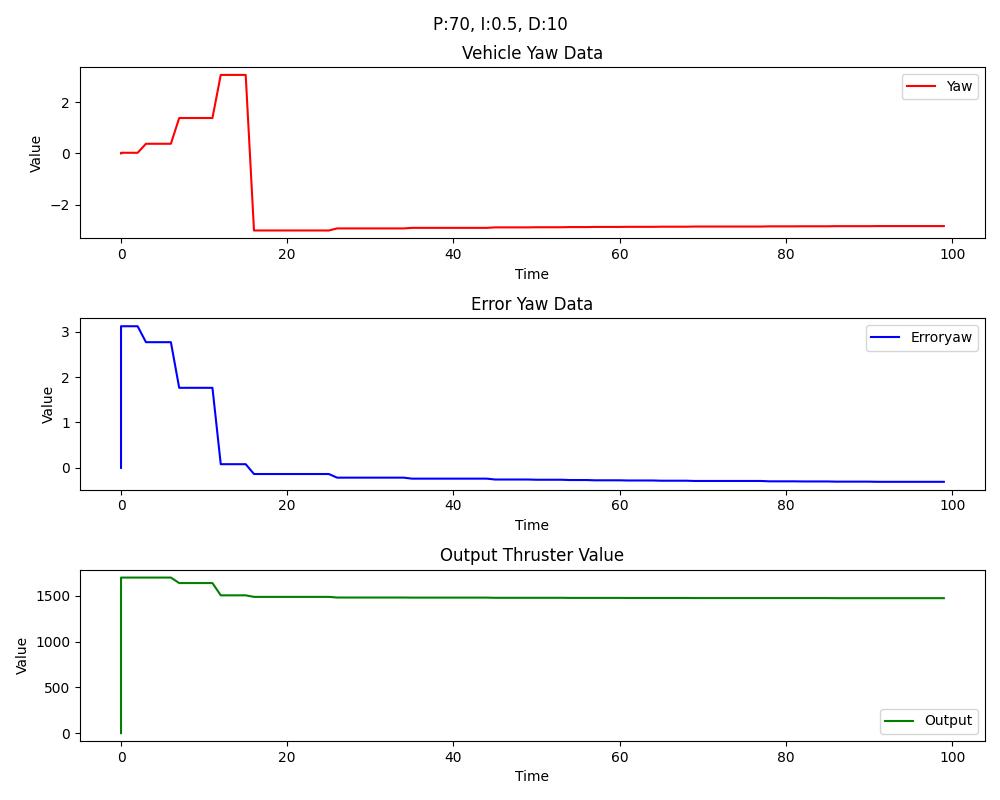 P:70, I:0.5, D:10
Vehicle Yaw Data
Yaw
2
0
−2
Value
0 20 40 60 80 100
Time
Error Yaw Data
Erroryaw
3
2
1
0
Value
0 20 40 60 80 100
Time
Output Thruster Value
1500
1000
500
0
Value
Output
0 20 40 60 80 100
Time